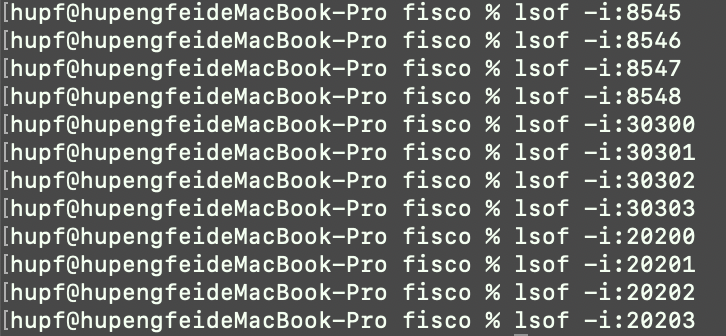 [hupf@hupengfeideMacBook-Pro fisco % lsof -i:8545
[hupf@hupengfeideMacBook-Pro fisco % lsof -i:8546
[hupf@hupengfeideMacBook-Pro fisco % lsof -i:8547
[hupf@hupengfeideMacBook-Pro fisco % lsof -i:8548
[hupf@hupengfeideMacBook-Pro fisco % lsof -i:30300
[hupf@hupengfeideMacBook-Pro fisco % lsof -i:30301
[hupf@hupengfeideMacBook-Pro fisco % lsof -i:30302
[hupf@hupengfeideMacBook-Pro fisco % lsof -i:30303
[hupf@hupengfeideMacBook-Pro fisco % lsof -i:20200
[hupf@hupengfeideMacBook-Pro fisco % lsof -i:20201
[hupf@hupengfeideMacBook-Pro fisco % lsof -i:20202
[hupf@hupengfeideMacBook-Pro fisco % lsof -i:20203